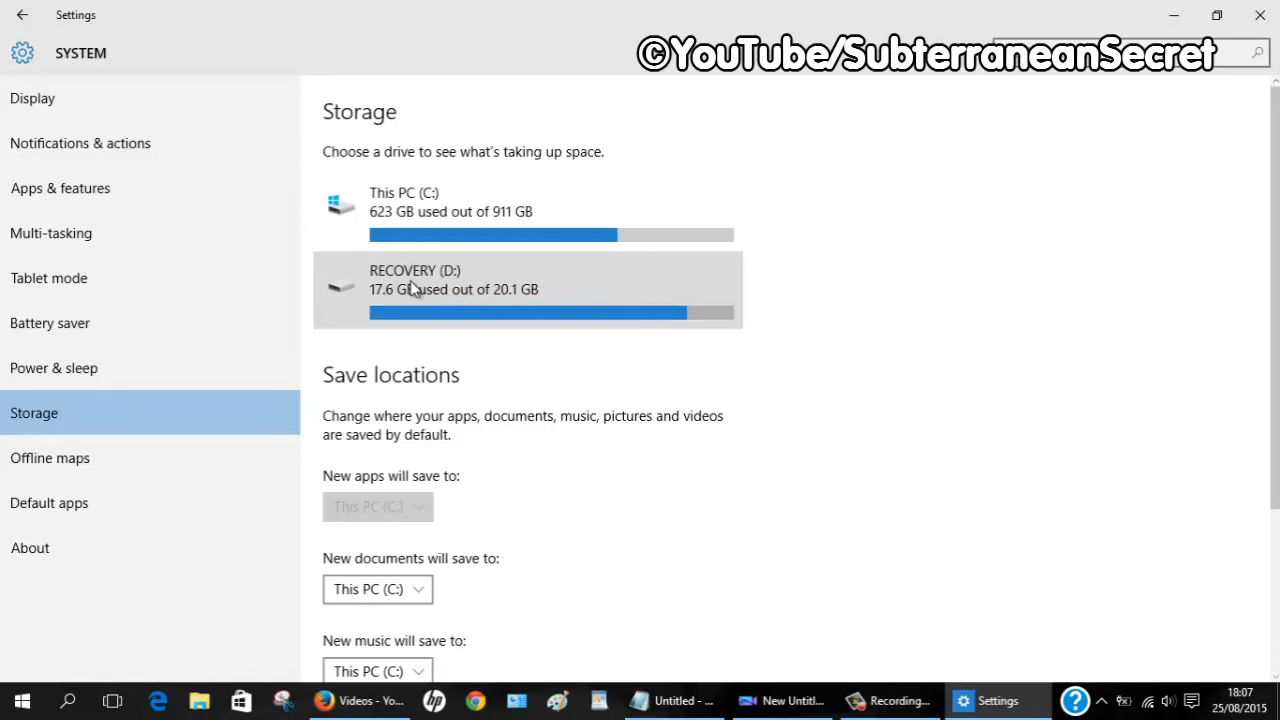 Settings
SYSTEM
©YouTube/SubterraneanSecret
Display
Notifications & actions
Apps & features
Multi-tasking
Tablet mode
Battery saver
Power & sleep
Storage
Offline maps
Default apps
About
Storage
Choose a drive to see what's taking up space.
This PC (C:)
623 GB used out of 911 GB
RECOVERY (D:)
17.6 GB used out of 20.1 GB
Save locations
Change where your apps, documents, music, pictures and videos
are saved by default.
New apps will save to:
This PC (C:)
New documents will save to:
This PC (C:)
New music will save to:
This PC (C:)
Videos - Yo...
hp
Untitled - ...
New Untitl...
Recording...
Settings
?
18:07
25/08/2015